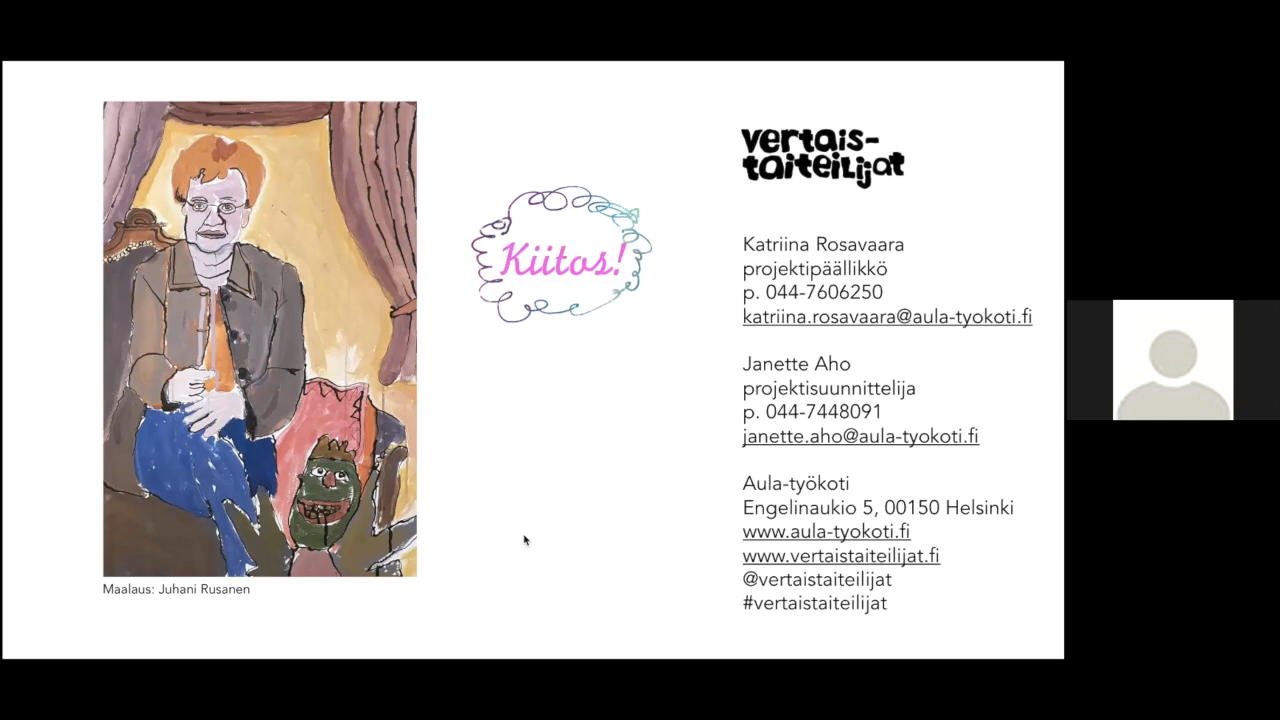 Maalaus: Juhani Rusanen
Kiitos!
vertais-
taiteilijat
Katriina Rosavaara
projektipäällikkö
p. 044-7606250
katriina.rosavaara@aula-tyokoti.fi
Janette Aho
projektisuunnittelija
p. 044-7448091
janette.aho@aula-tyokoti.fi
Aula-työkoti
Engelinaukio 5, 00150 Helsinki
www.aula-tyokoti.fi
www.vertaistaiteilijat.fi
@vertaistaiteilijat
#vertaistaiteilijat